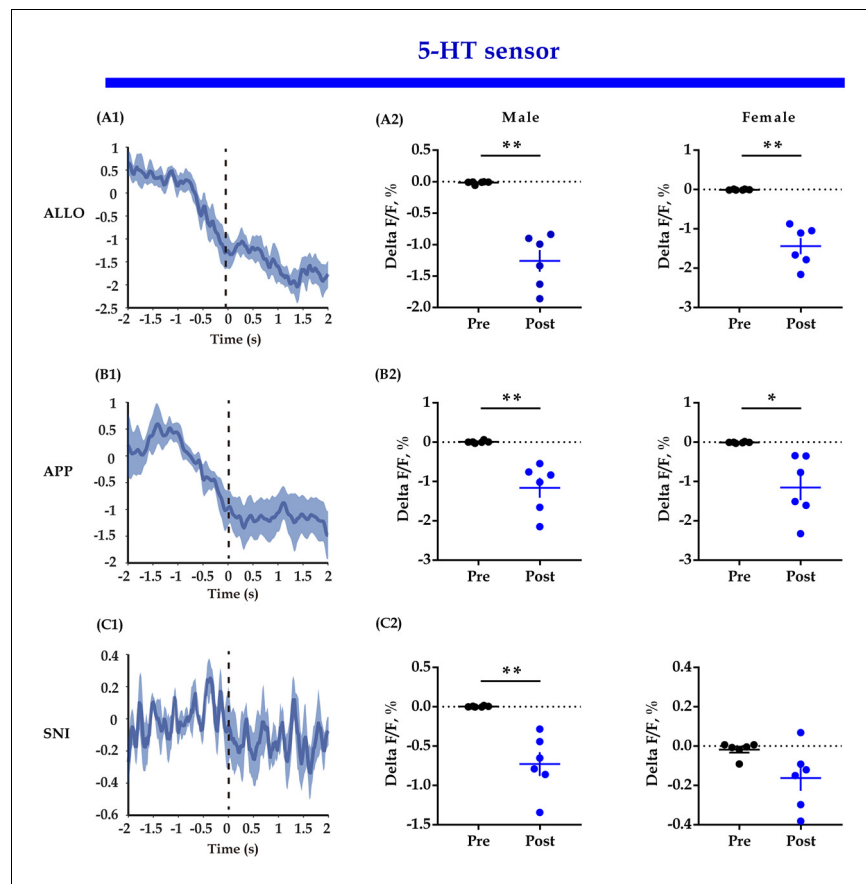 5-HT sensor
(A1)
(A2)
Male
Female
ALLO
1
0.5
0
-0.5
-1
-1.5
-2
-2.5
-2 -1.5 -1 -0.5 0 0.5 1 1.5 2
Time (s)
Delta F/F, %
0.5
0.0
-0.5
-1.0
-1.5
-2.0
**
Pre Post
Delta F/F, %
1
0
-1
-2
-3
**
Pre Post
(B1)
(B2)
APP
1
0.5
0
-0.5
-1
-1.5
-2
-2 -1.5 -1 -0.5 0 0.5 1 1.5 2
Time (s)
Delta F/F, %
1
0
-1
-2
-3
**
Pre Post
Delta F/F, %
1
0
-1
-2
-3
*
Pre Post
(C1)
(C2)
SNI
0.4
0.2
0
-0.2
-0.4
-0.6
-2 -1.5 -1 -0.5 0 0.5 1 1.5 2
Time (s)
Delta F/F, %
0.5
0.0
-0.5
-1.0
-1.5
**
Pre Post
Delta F/F, %
0.4
0.2
0.0
-0.2
-0.4
Pre Post